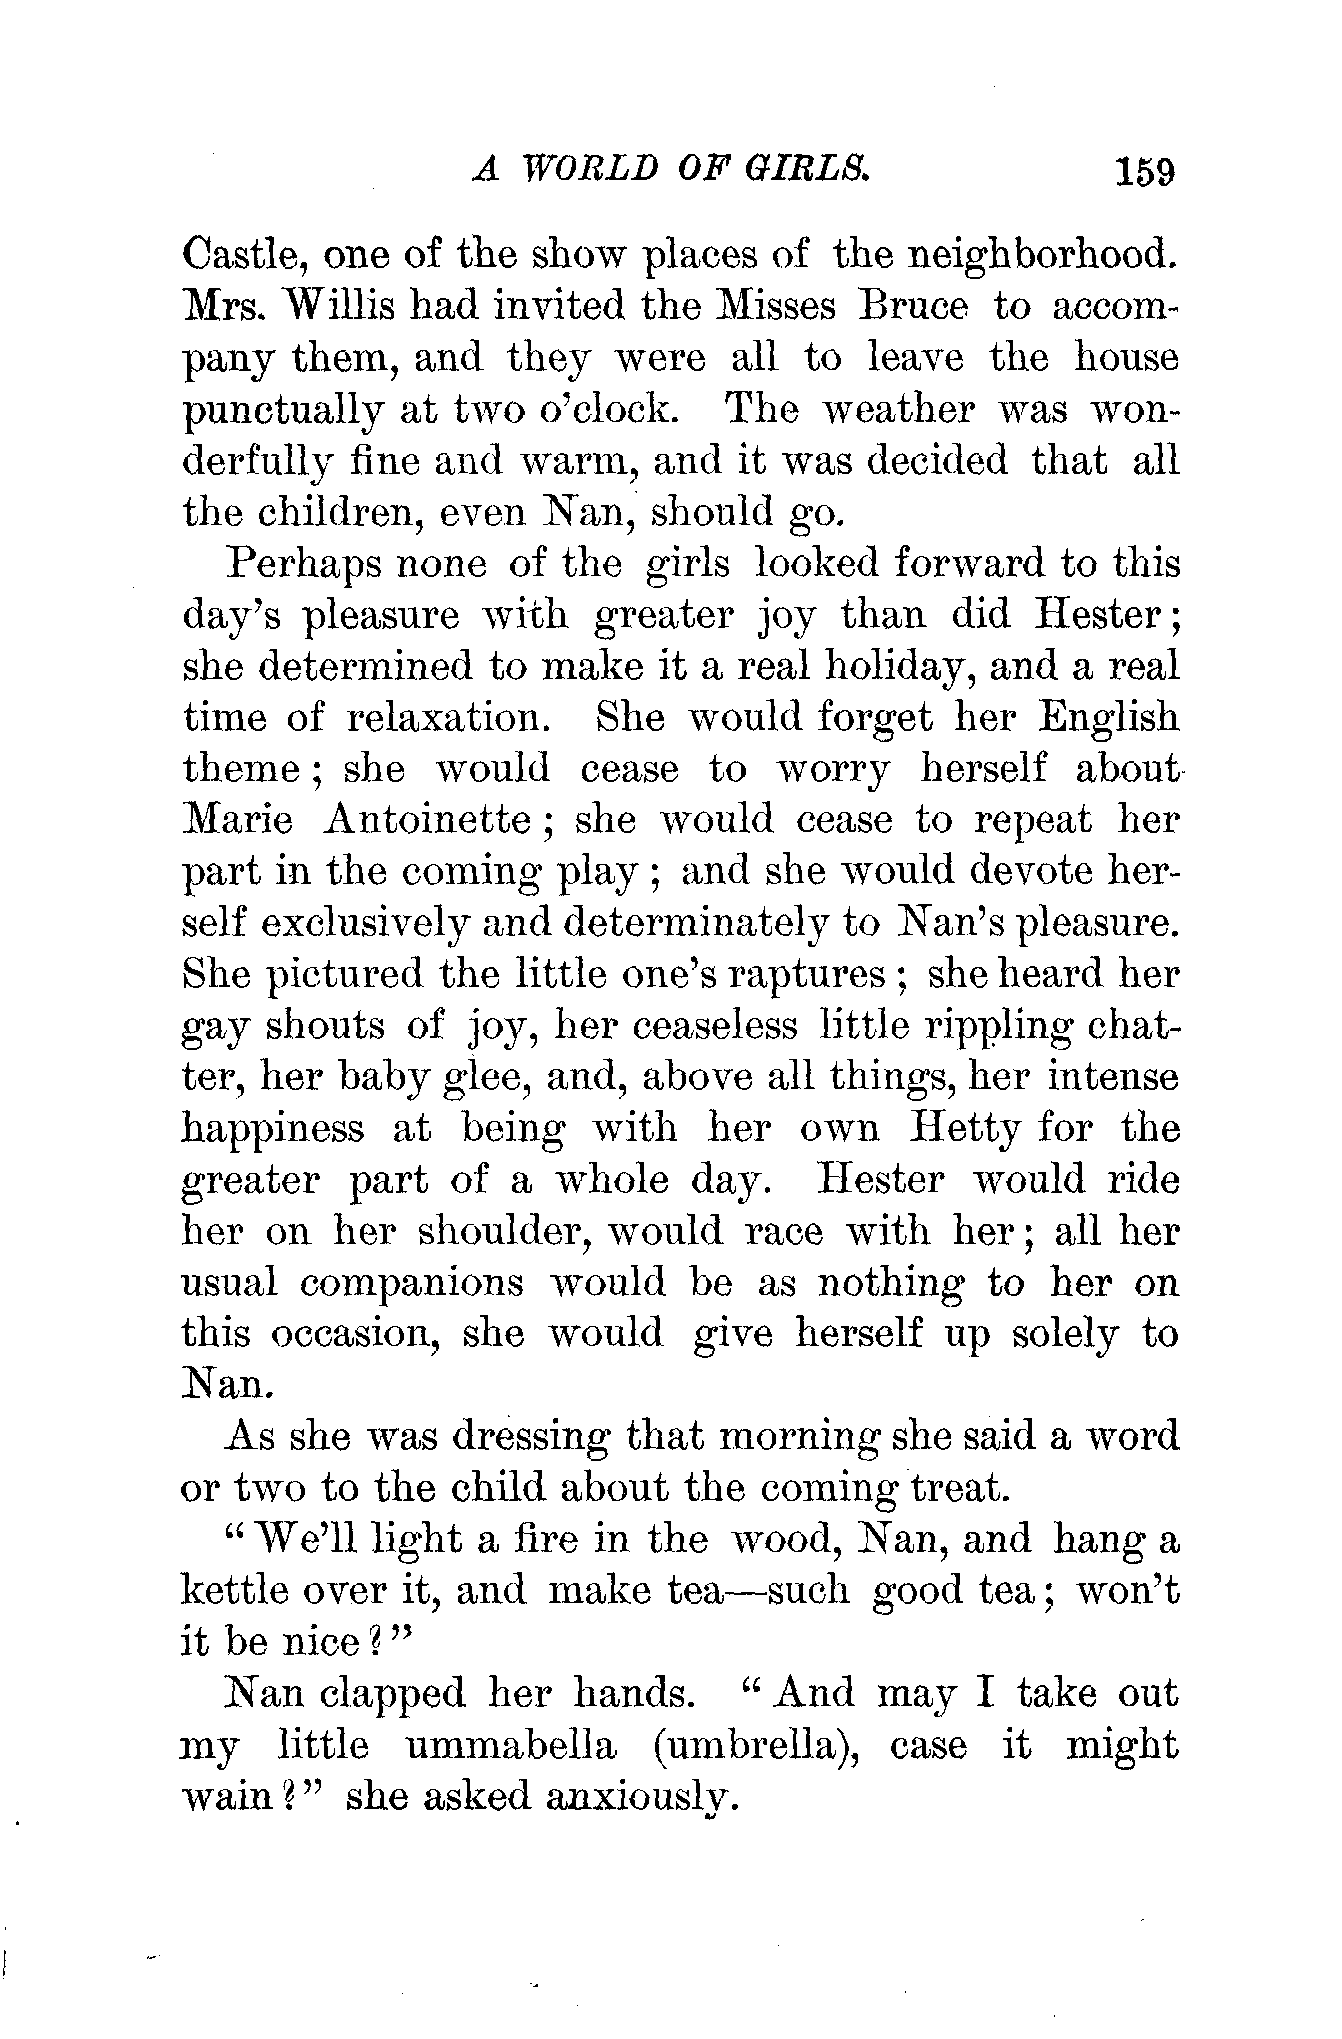 A WORLD OF GIRLS. 159
Castle, one of the show places of the neighborhood.
Mrs. Willis had invited the Misses Bruce to accom-
pany them, and they were all to leave the house
punctually at two o'clock. The weather was won-
derfully fine and warm, and it was decided that all
the children, even Nan, should go.
Perhaps none of the girls looked forward to this
day's pleasure with greater joy than did Hester;
she determined to make it a real holiday, and a real
time of relaxation. She would forget her English
theme; she would cease to worry herself about
Marie Antoinette; she would cease to repeat her
part in the coming play; and she would devote her-
self exclusively and determinately to Nan's pleasure.
She pictured the little one's raptures; she heard her
gay shouts of joy, her ceaseless little rippling chat-
ter, her baby glee, and, above all things, her intense
happiness at being with her own Hetty for the
greater part of a whole day. Hester would ride
her on her shoulder, would race with her; all her
usual companions would be as nothing to her on
this occasion, she would give herself up solely to
Nan.
As she was dressing that morning she said a word
or two to the child about the coming treat.
"We'll light a fire in the wood, Nan, and hang a
kettle over it, and make tea—such good tea; won't
it be nice?"
Nan clapped her hands. "And may I take out
my little ummabella (umbrella), case it might
wain?" she asked anxiously.